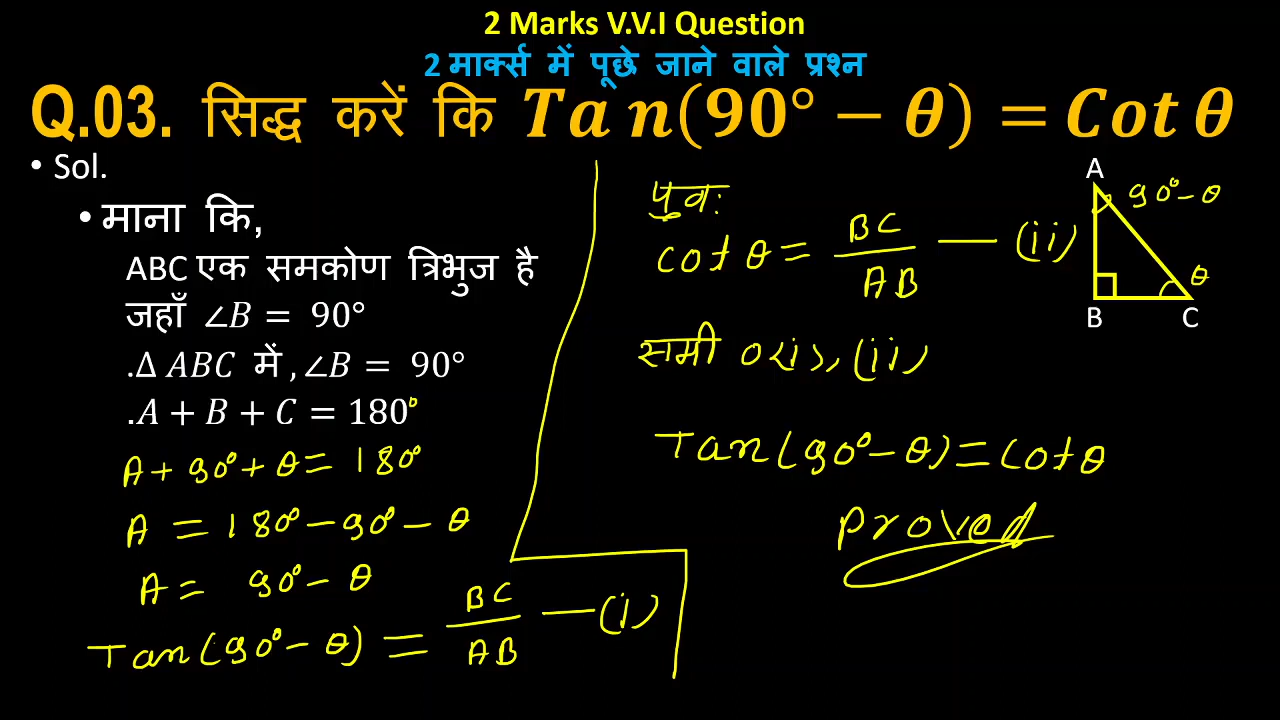 2 Marks V.V.I Question
2 मार्क्स में पूछे जाने वाले प्रश्न
Q.03. सिद्ध करें कि Tan(90° − θ) = Cot θ
• Sol.
• माना कि,
ABC एक समकोण त्रिभुज है
जहाँ ∠B = 90°
.Δ ABC में ,∠B = 90°
.A + B + C = 180°
A + 90° + θ = 180°
A = 180° − 90° − θ
A = 90° − θ
Tan(90° − θ) = BC/AB — (i)
पुवः
cot θ = BC/AB — (ii)
समी (i), (ii)
Tan(90° − θ) = Cot θ
Proved
A
90° − θ
θ
B C